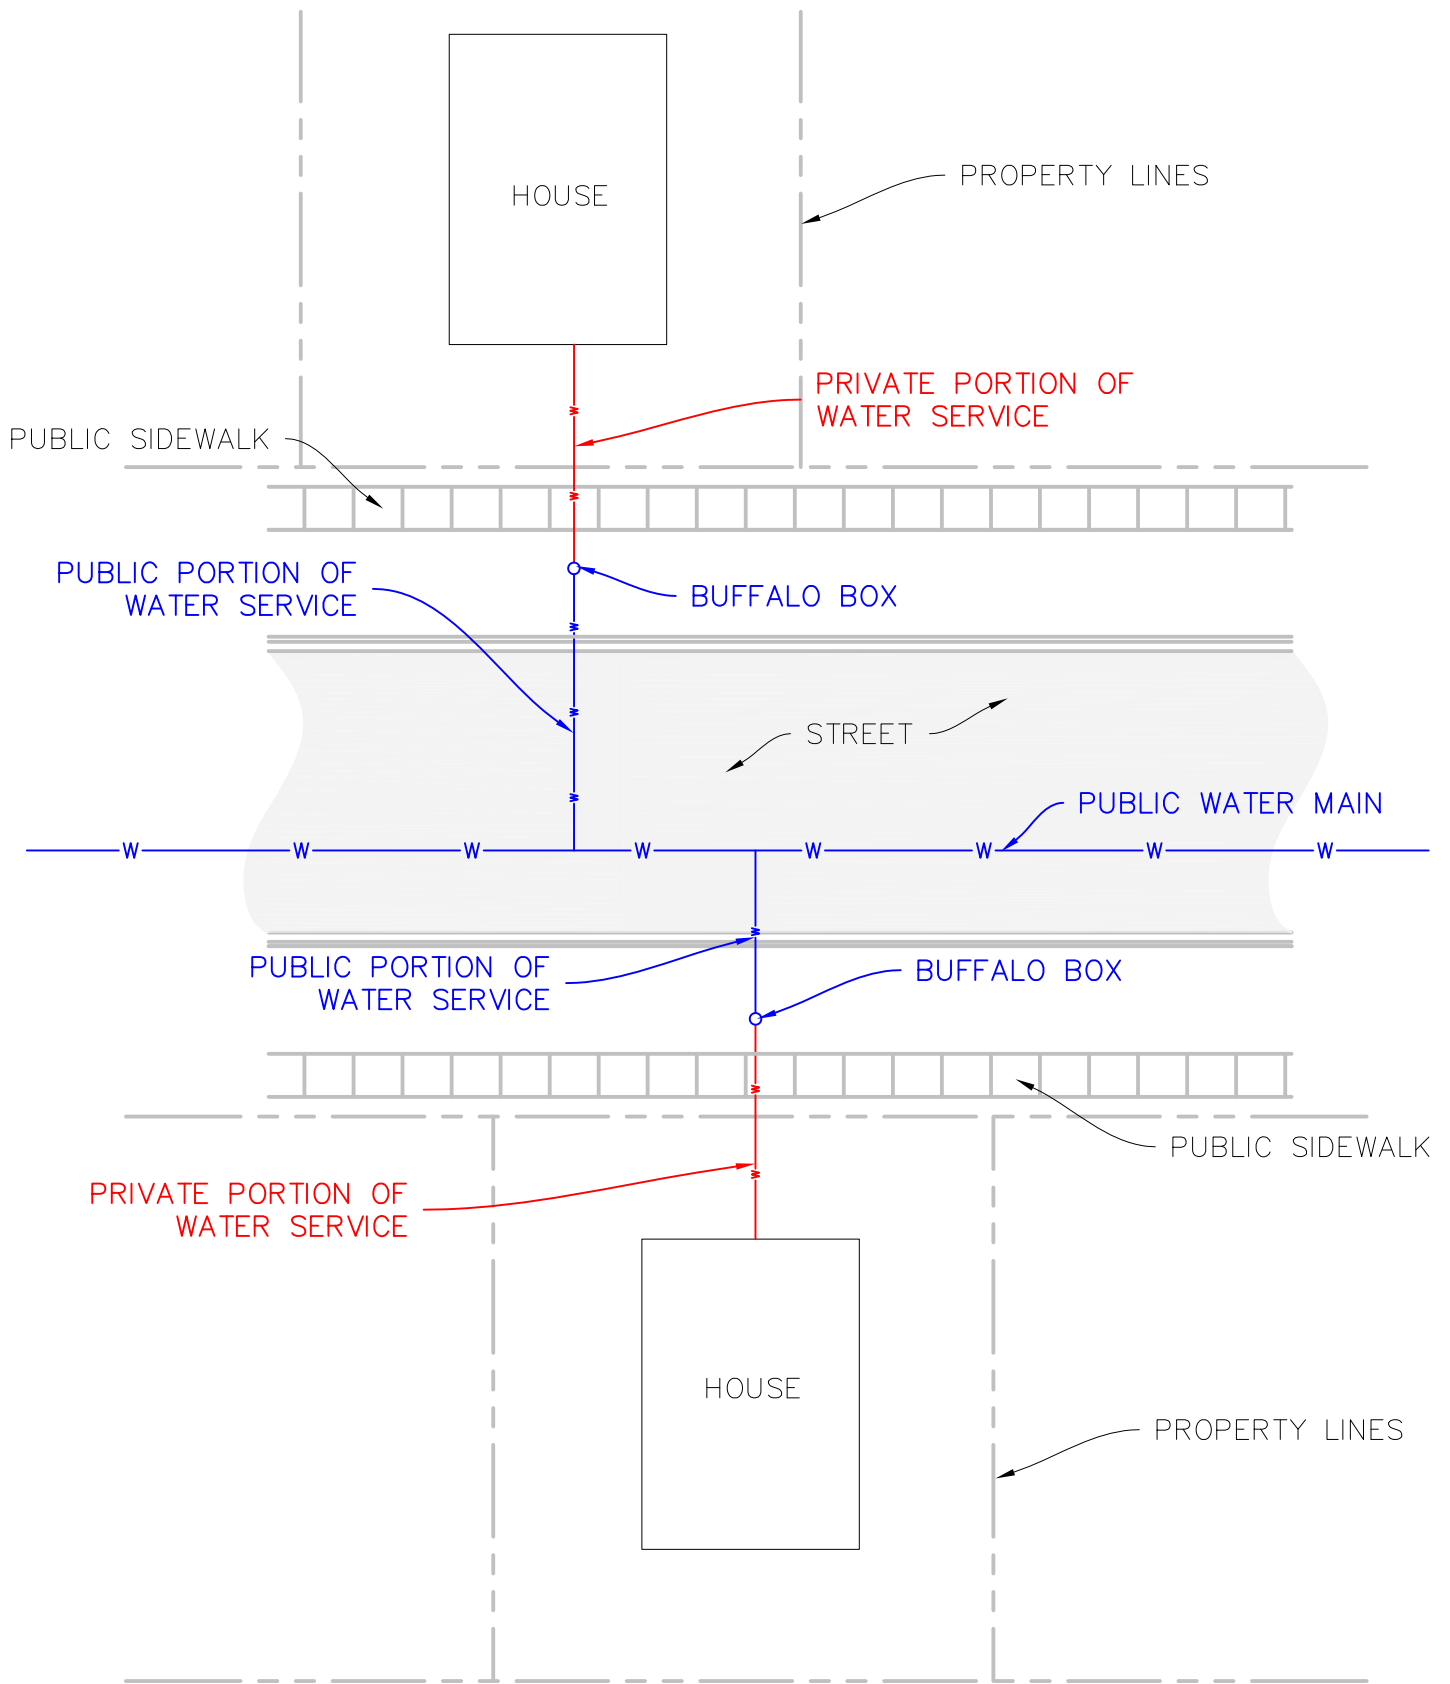 HOUSE
PROPERTY LINES
PRIVATE PORTION OF
WATER SERVICE
W
PUBLIC SIDEWALK
W
PUBLIC PORTION OF
WATER SERVICE
BUFFALO BOX
W
W
STREET
W
PUBLIC WATER MAIN
W W W W W W W W
W
PUBLIC PORTION OF
WATER SERVICE
BUFFALO BOX
W
PUBLIC SIDEWALK
W
PRIVATE PORTION OF
WATER SERVICE
HOUSE
PROPERTY LINES